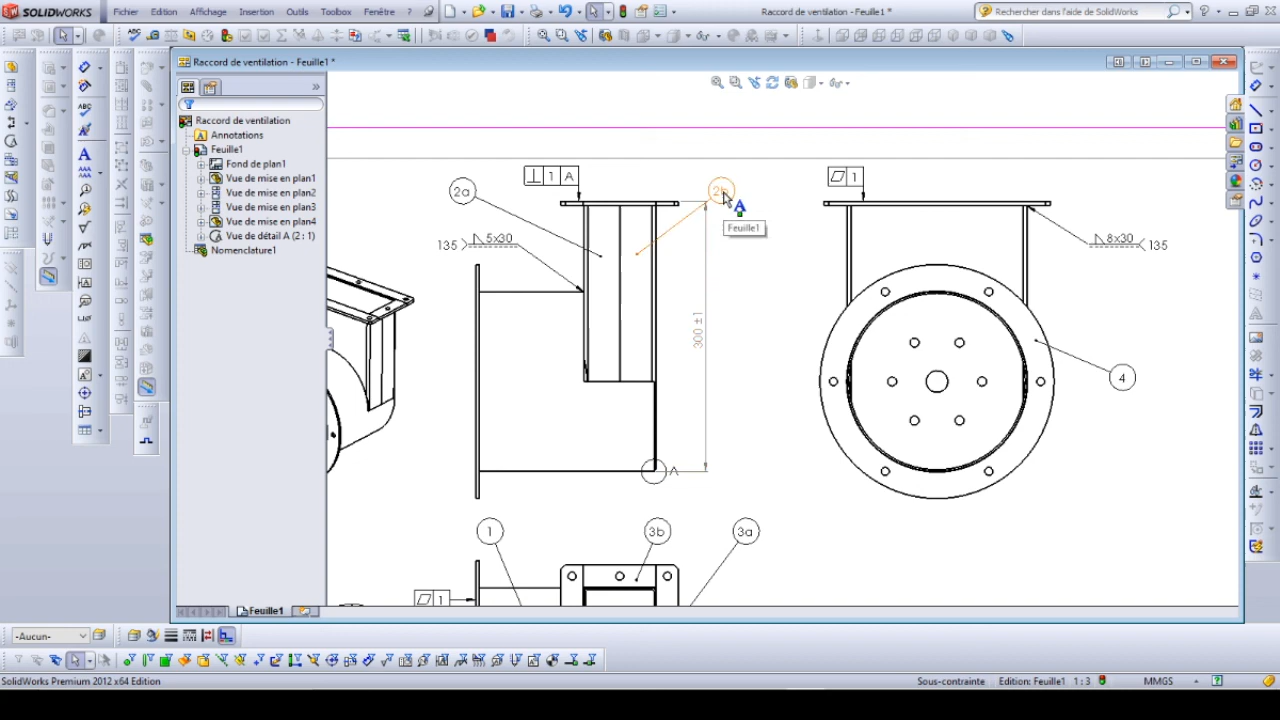 SOLIDWORKS
Fichier Edition Affichage Insertion Outils Toolbox Fenêtre ?
Raccord de ventilation - Feuille1 *
Rechercher dans l'aide de SolidWorks
Raccord de ventilation - Feuille1 *
Raccord de ventilation
Annotations
Feuille1
Fond de plan1
Vue de mise en plan1
Vue de mise en plan2
Vue de mise en plan3
Vue de mise en plan4
Vue de détail A (2 : 1)
Nomenclature1
2a
1 A
1
Feuille1
135 5x30
8x30 135
300 ±1
4
A
1
3b
3a
1
Feuille1
-Aucun-
SolidWorks Premium 2012 x64 Edition
Sous-contrainte
Edition: Feuille1
1 : 3
MMGS